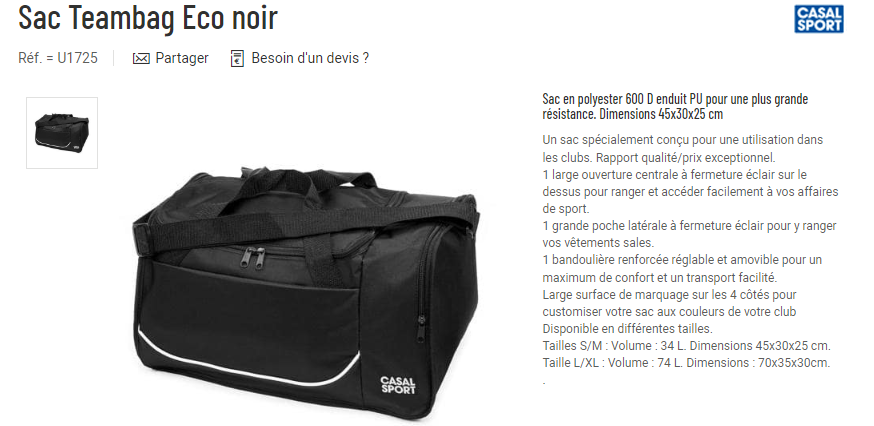 Sac Teambag Eco noir
CASAL
SPORT
Réf. = U1725
Partager
Besoin d'un devis ?
Sac en polyester 600 D enduit PU pour une plus grande
résistance. Dimensions 45x30x25 cm
Un sac spécialement conçu pour une utilisation dans
les clubs. Rapport qualité/prix exceptionnel.
1 large ouverture centrale à fermeture éclair sur le
dessus pour ranger et accéder facilement à vos affaires
de sport.
1 grande poche latérale à fermeture éclair pour y ranger
vos vêtements sales.
1 bandoulière renforcée réglable et amovible pour un
maximum de confort et un transport facilité.
Large surface de marquage sur les 4 côtés pour
customiser votre sac aux couleurs de votre club
Disponible en différentes tailles.
Tailles S/M : Volume : 34 L. Dimensions 45x30x25 cm.
Taille L/XL : Volume : 74 L. Dimensions : 70x35x30cm.
.
CASAL
SPORT